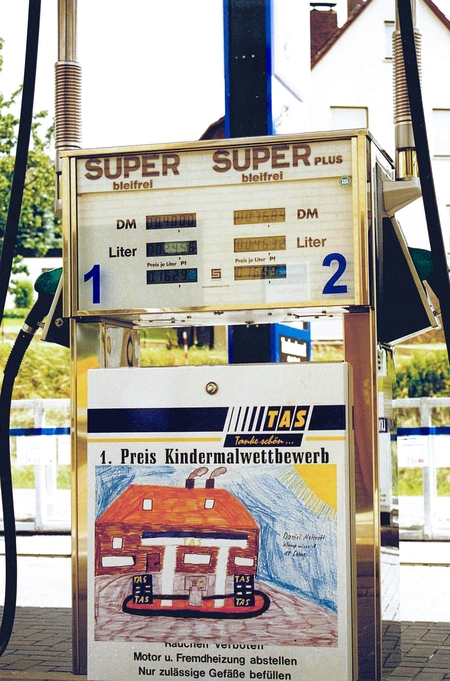 SUPER
bleifrei
SUPER PLUS
bleifrei
DM DM
Liter Liter
Preis je Liter Pf Preis je Liter Pf
1 2
TAS
Tanke schön...
1. Preis Kindermalwettbewerb
TAS
TAS TAS
TAS TAS
Rauchen verboten
Motor u. Fremdheizung abstellen
Nur zulässige Gefäße befüllen